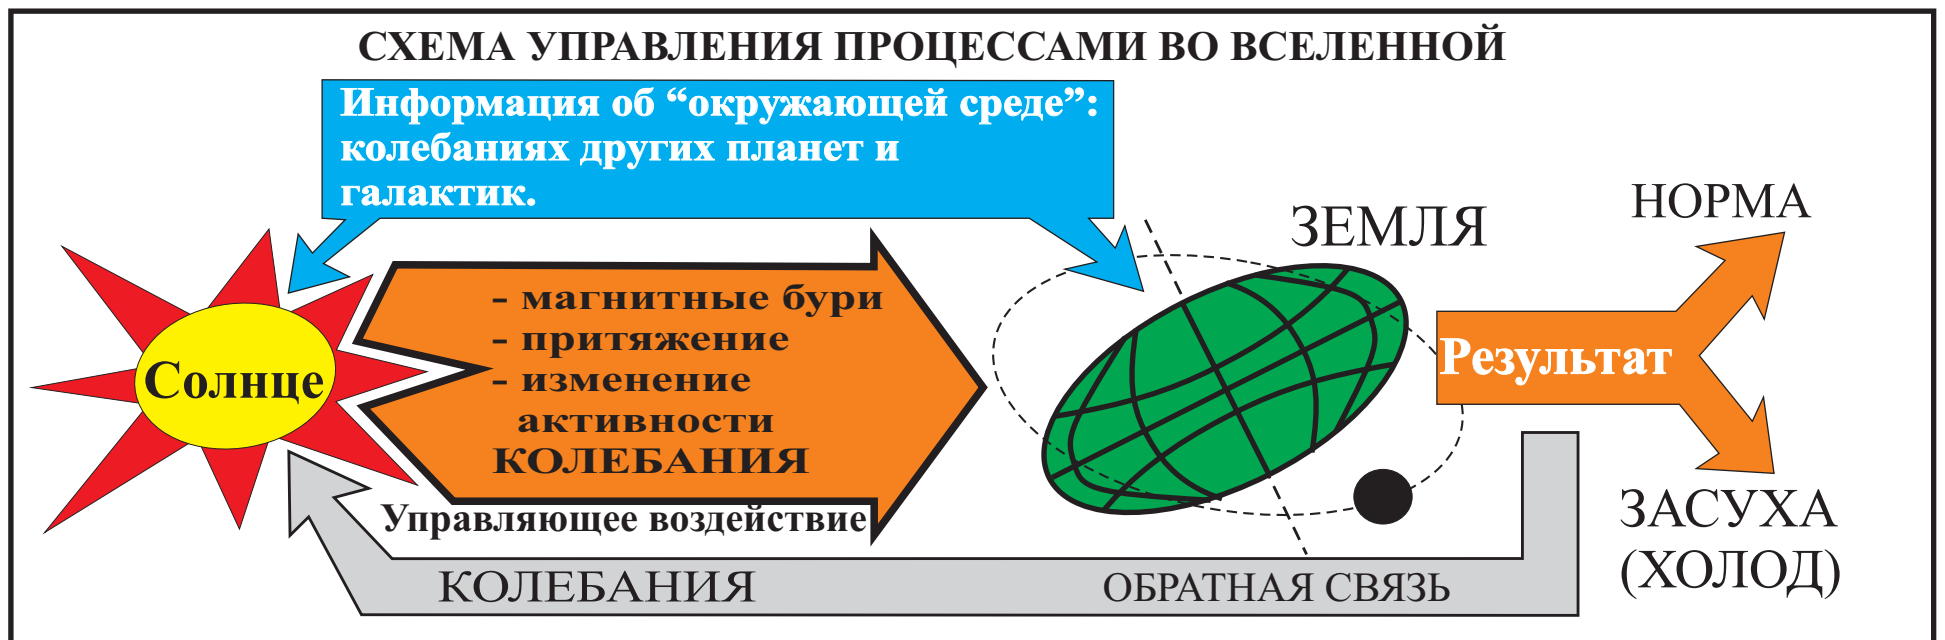 СХЕМА УПРАВЛЕНИЯ ПРОЦЕССАМИ ВО ВСЕЛЕННОЙ
Информация об “окружающей среде”:
колебаниях других планет и
галактик.
Солнце
- магнитные бури
- притяжение
- изменение
активности
КОЛЕБАНИЯ
Управляющее воздействие
ЗЕМЛЯ
Результат
НОРМА
ЗАСУХА
(ХОЛОД)
КОЛЕБАНИЯ
ОБРАТНАЯ СВЯЗЬ